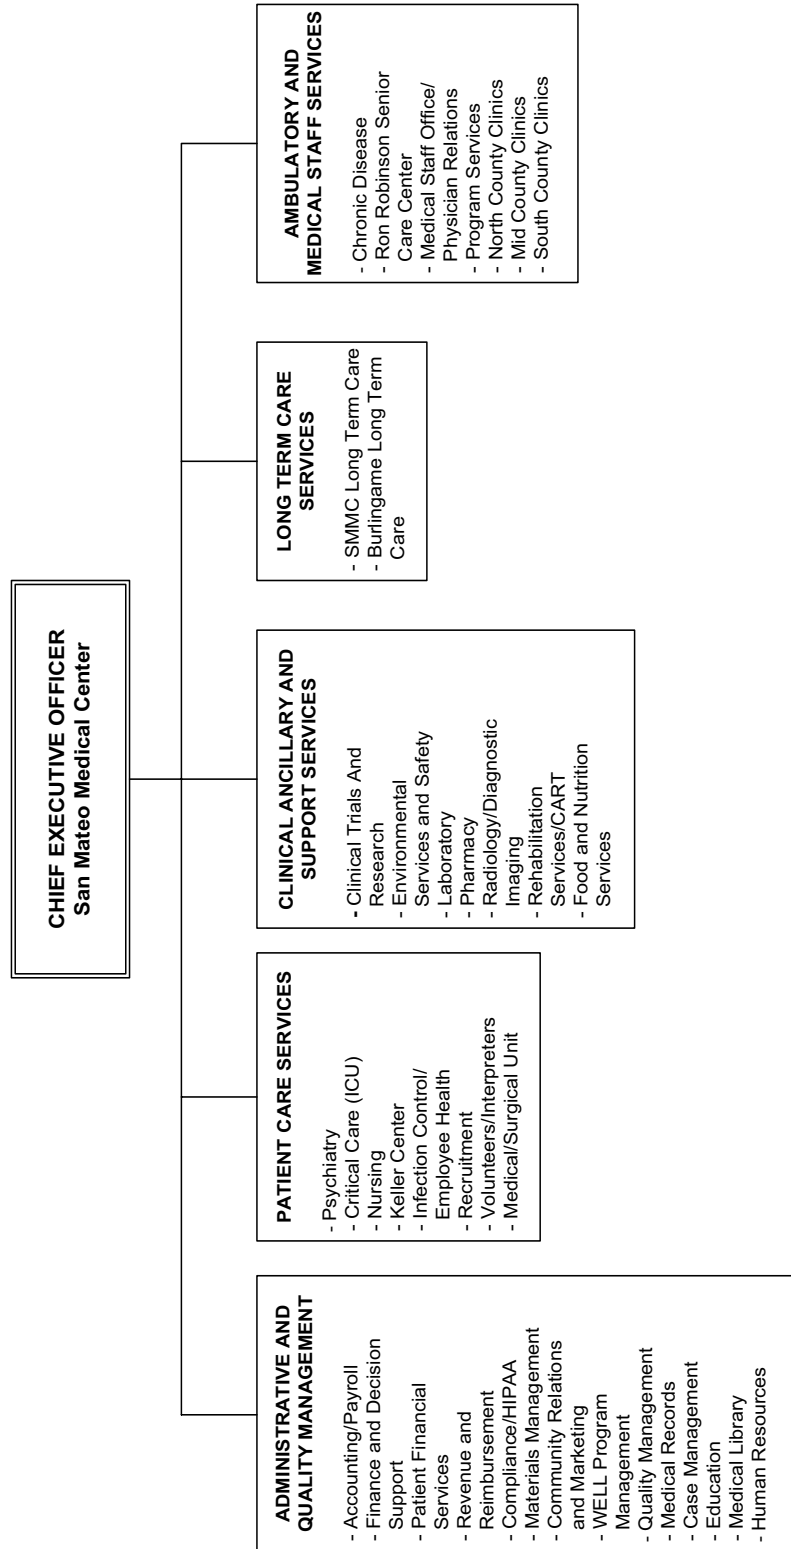 CHIEF EXECUTIVE OFFICER
San Mateo Medical Center
ADMINISTRATIVE AND
QUALITY MANAGEMENT
- Accounting/Payroll
- Finance and Decision
Support
- Patient Financial
Services
- Revenue and
Reimbursement
- Compliance/HIPAA
- Materials Management
- Community Relations
and Marketing
- WELL Program
Management
- Quality Management
- Medical Records
- Case Management
- Education
- Medical Library
- Human Resources
PATIENT CARE SERVICES
- Psychiatry
- Critical Care (ICU)
- Nursing
- Keller Center
- Infection Control/
Employee Health
- Recruitment
- Volunteers/Interpreters
- Medical/Surgical Unit
CLINICAL ANCILLARY AND
SUPPORT SERVICES
- Clinical Trials And
Research
- Environmental
Services and Safety
- Laboratory
- Pharmacy
- Radiology/Diagnostic
Imaging
- Rehabilitation
Services/CART
- Food and Nutrition
Services
LONG TERM CARE
SERVICES
- SMMC Long Term Care
- Burlingame Long Term
Care
AMBULATORY AND
MEDICAL STAFF SERVICES
- Chronic Disease
- Ron Robinson Senior
Care Center
- Medical Staff Office/
Physician Relations
- Program Services
- North County Clinics
- Mid County Clinics
- South County Clinics